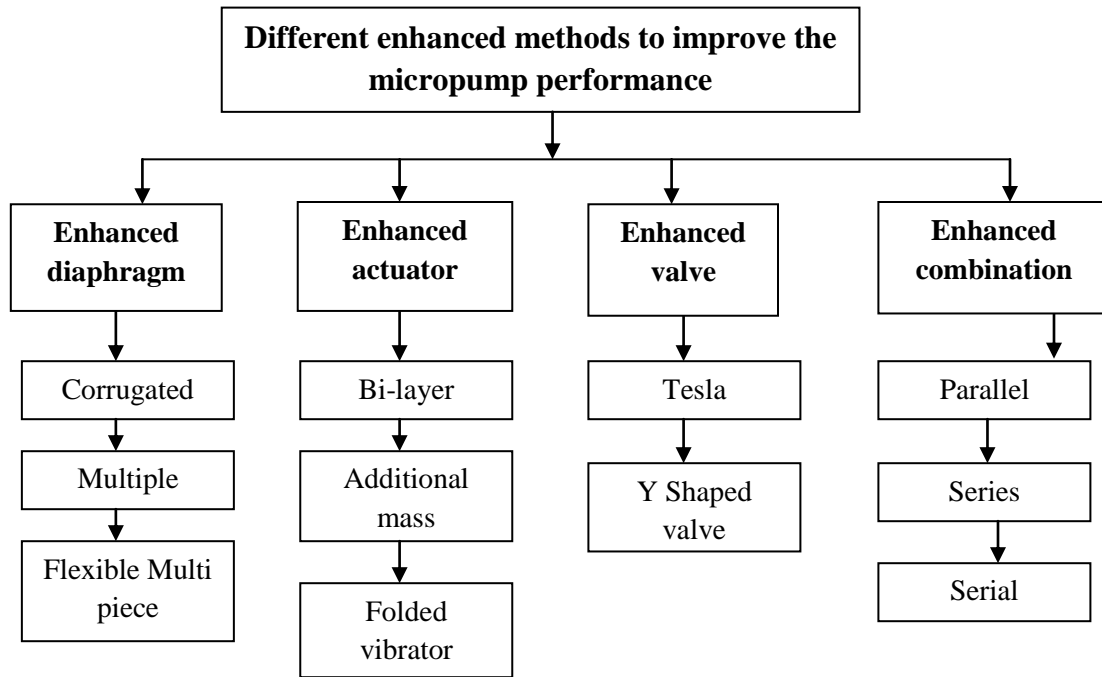 Different enhanced methods to improve the
micropump performance
Enhanced
diaphragm
Corrugated
Multiple
Flexible Multi
piece
Enhanced
actuator
Bi-layer
Additional
mass
Folded
vibrator
Enhanced
valve
Tesla
Y Shaped
valve
Enhanced
combination
Parallel
Series
Serial